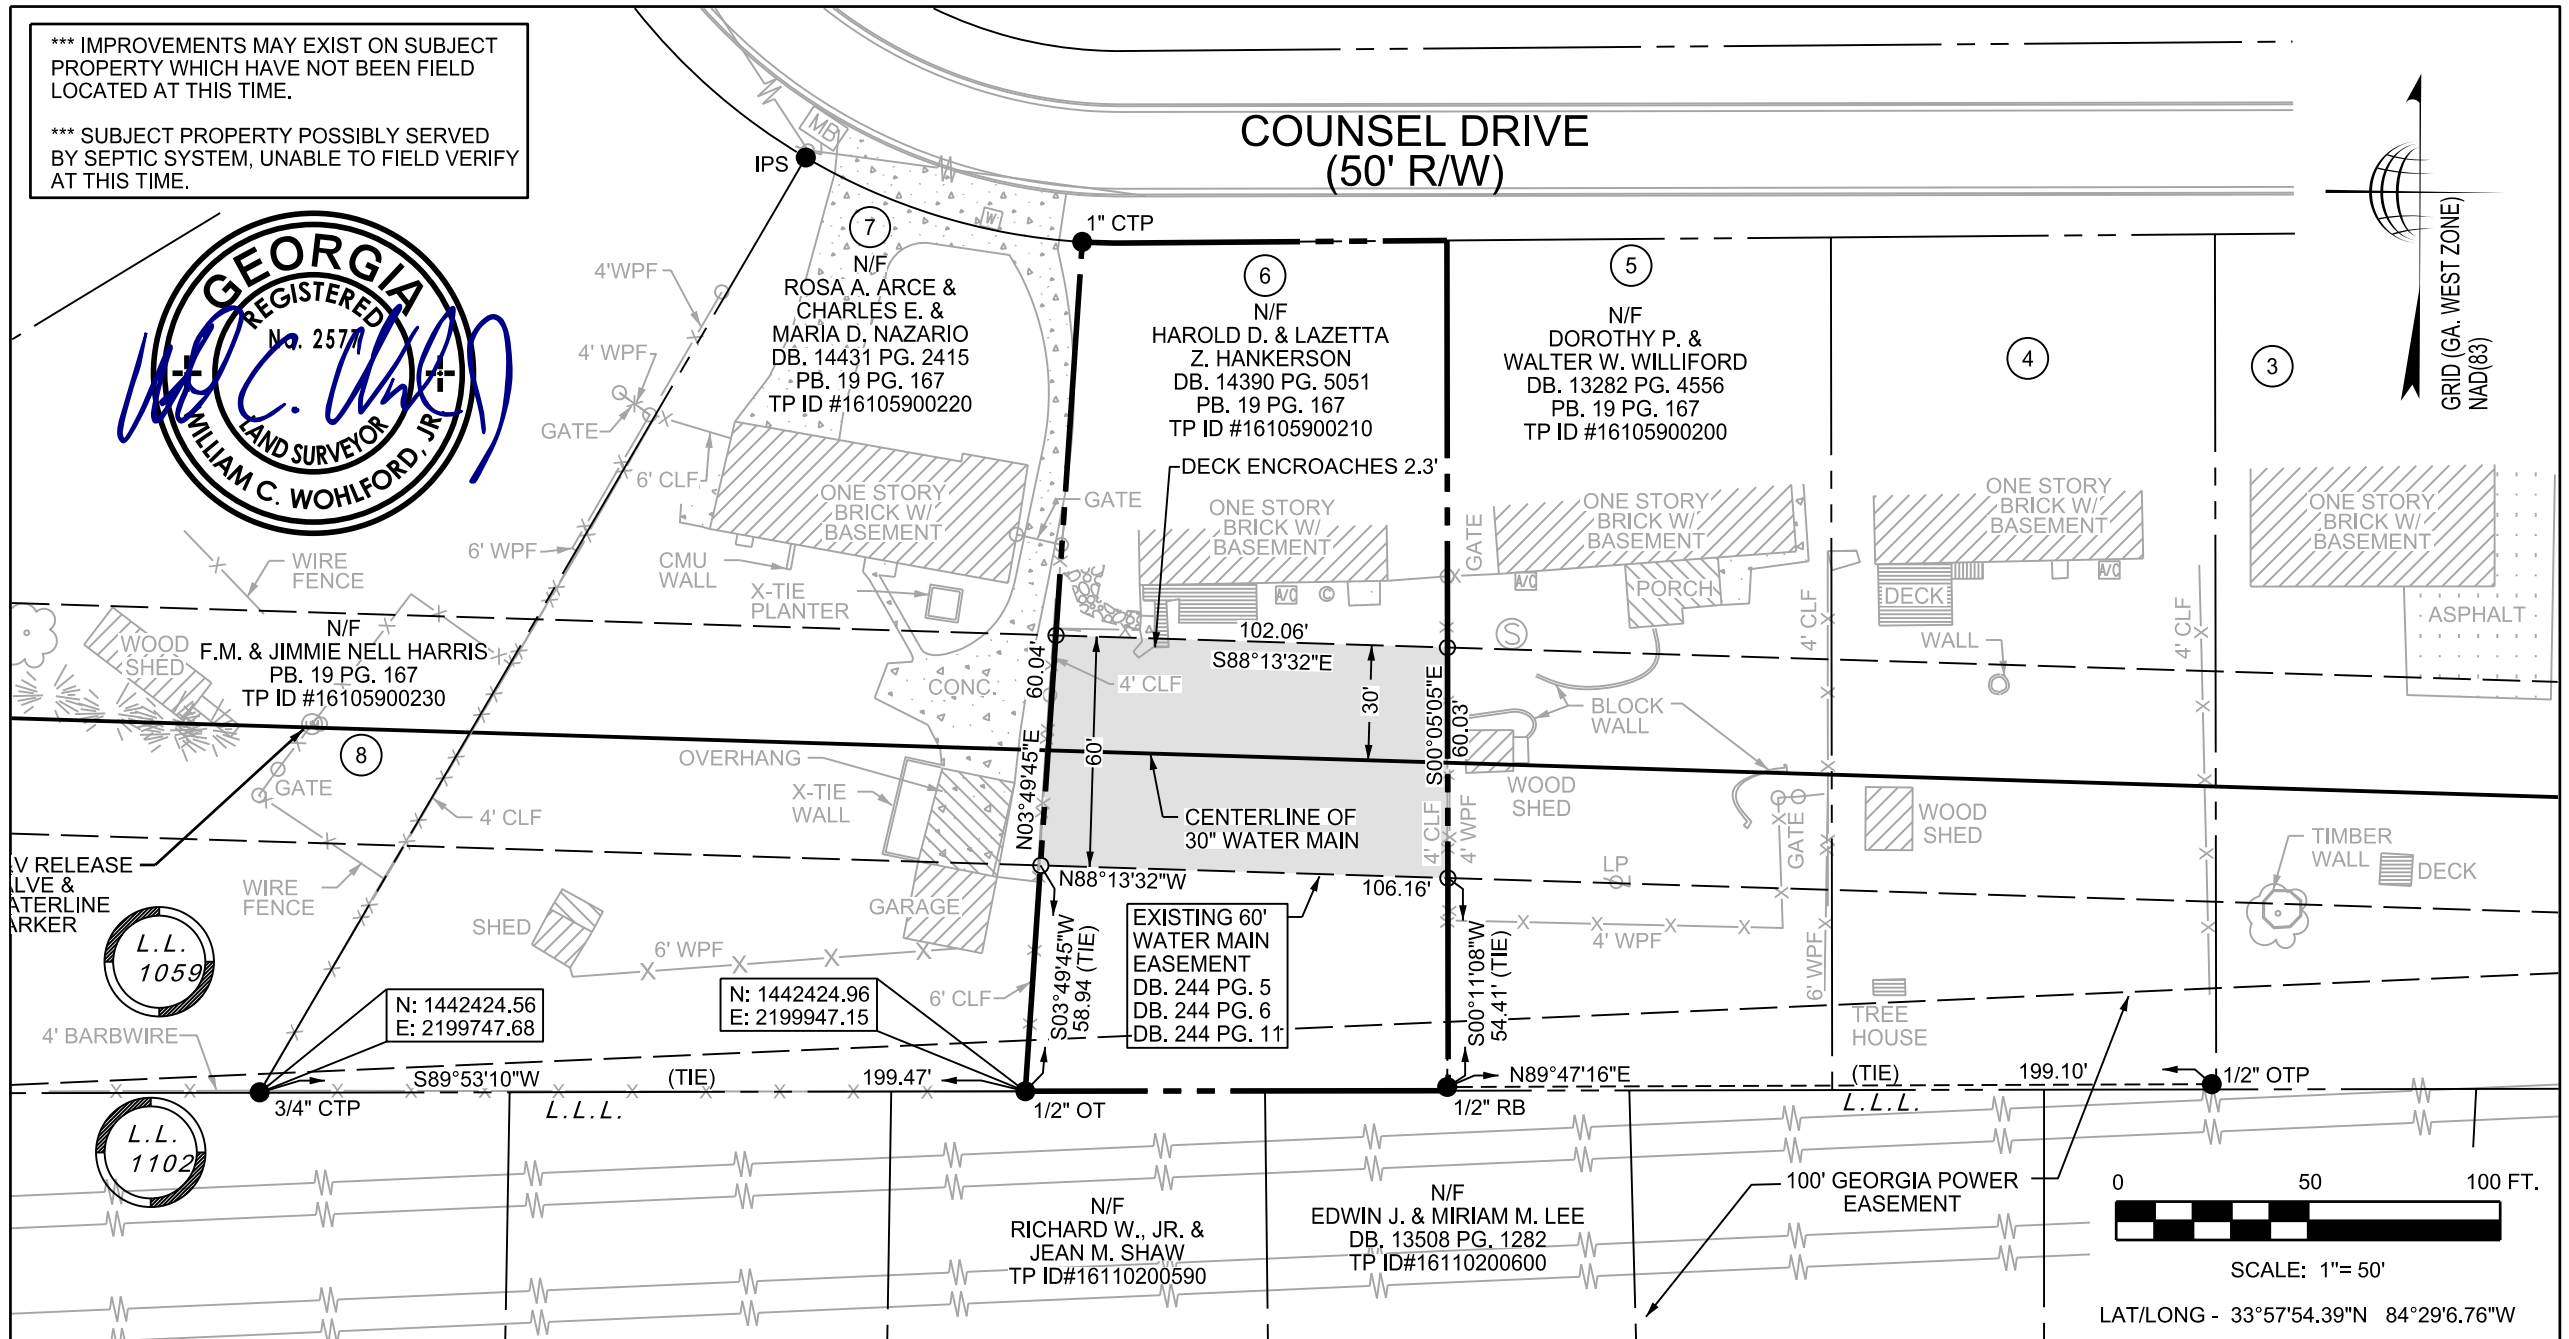 *** IMPROVEMENTS MAY EXIST ON SUBJECT
PROPERTY WHICH HAVE NOT BEEN FIELD
LOCATED AT THIS TIME.
*** SUBJECT PROPERTY POSSIBLY SERVED
BY SEPTIC SYSTEM, UNABLE TO FIELD VERIFY
AT THIS TIME.
GEORGIA
REGISTERED
No. 2577
LAND SURVEYOR
WILLIAM C. WOHLFORD, JR.
COUNSEL DRIVE
(50' R/W)
GRID (GA. WEST ZONE)
NAD(83)
MB
IPS
W
1" CTP
7
N/F
ROSA A. ARCE &
CHARLES E. &
MARIA D. NAZARIO
DB. 14431 PG. 2415
PB. 19 PG. 167
TP ID #16105900220
6
N/F
HAROLD D. & LAZETTA
Z. HANKERSON
DB. 14390 PG. 5051
PB. 19 PG. 167
TP ID #16105900210
5
N/F
DOROTHY P. &
WALTER W. WILLIFORD
DB. 13282 PG. 4556
PB. 19 PG. 167
TP ID #16105900200
4
3
4'WPF
4' WPF
GATE
6' CLF
6' WPF
WIRE
FENCE
DECK ENCROACHES 2.3'
GATE
ONE STORY
BRICK W/
BASEMENT
ONE STORY
BRICK W/
BASEMENT
GATE
ONE STORY
BRICK W/
BASEMENT
ONE STORY
BRICK W/
BASEMENT
ONE STORY
BRICK W/
BASEMENT
CMU
WALL
X-TIE
PLANTER
A/C
C
A/C
PORCH
DECK
A/C
ASPHALT
4' CLF
WALL
4' CLF
WOOD
SHED
N/F
F.M. & JIMMIE NELL HARRIS
PB. 19 PG. 167
TP ID #16105900230
CONC.
60.04'
N03°49'45"E
4' CLF
102.06'
S88°13'32"E
60'
30'
S00°05'05"E
60.03'
S
BLOCK
WALL
8
GATE
OVERHANG
X-TIE
WALL
4' CLF
CENTERLINE OF
30" WATER MAIN
4' CLF
4' WPF
WOOD
SHED
GATE
WOOD
SHED
TIMBER
WALL
DECK
V RELEASE
LVE &
ATERLINE
ARKER
WIRE
FENCE
SHED
GARAGE
6' WPF
N88°13'32"W
106.16'
LP
4' WPF
6' WPF
L.L.
1059
N: 1442424.56
E: 2199747.68
N: 1442424.96
E: 2199947.15
6' CLF
S03°49'45"W
58.94 (TIE)
EXISTING 60'
WATER MAIN
EASEMENT
DB. 244 PG. 5
DB. 244 PG. 6
DB. 244 PG. 11
S00°11'08"W
54.41' (TIE)
TREE
HOUSE
4' BARBWIRE
3/4" CTP
S89°53'10"W
(TIE)
199.47'
1/2" OT
1/2" RB
N89°47'16"E
(TIE)
199.10'
1/2" OTP
L.L.L.
L.L.L.
L.L.
1102
N/F
RICHARD W., JR. &
JEAN M. SHAW
TP ID#16110200590
N/F
EDWIN J. & MIRIAM M. LEE
DB. 13508 PG. 1282
TP ID#16110200600
100' GEORGIA POWER
EASEMENT
0 50 100 FT.
SCALE: 1"= 50'
LAT/LONG - 33°57'54.39"N 84°29'6.76"W